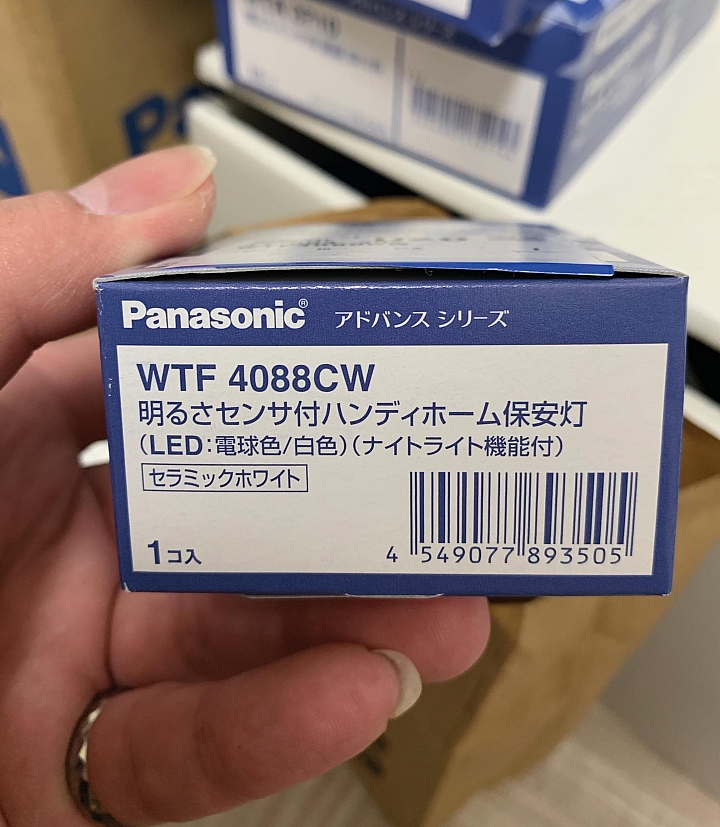 Panasonic
Panasonic® アドバンス シリーズ
WTF 4088CW
明るさセンサ付ハンディホーム保安灯
(LED:電球色/白色)(ナイトライト機能付)
セラミックホワイト
1コ入
4 549077 893505